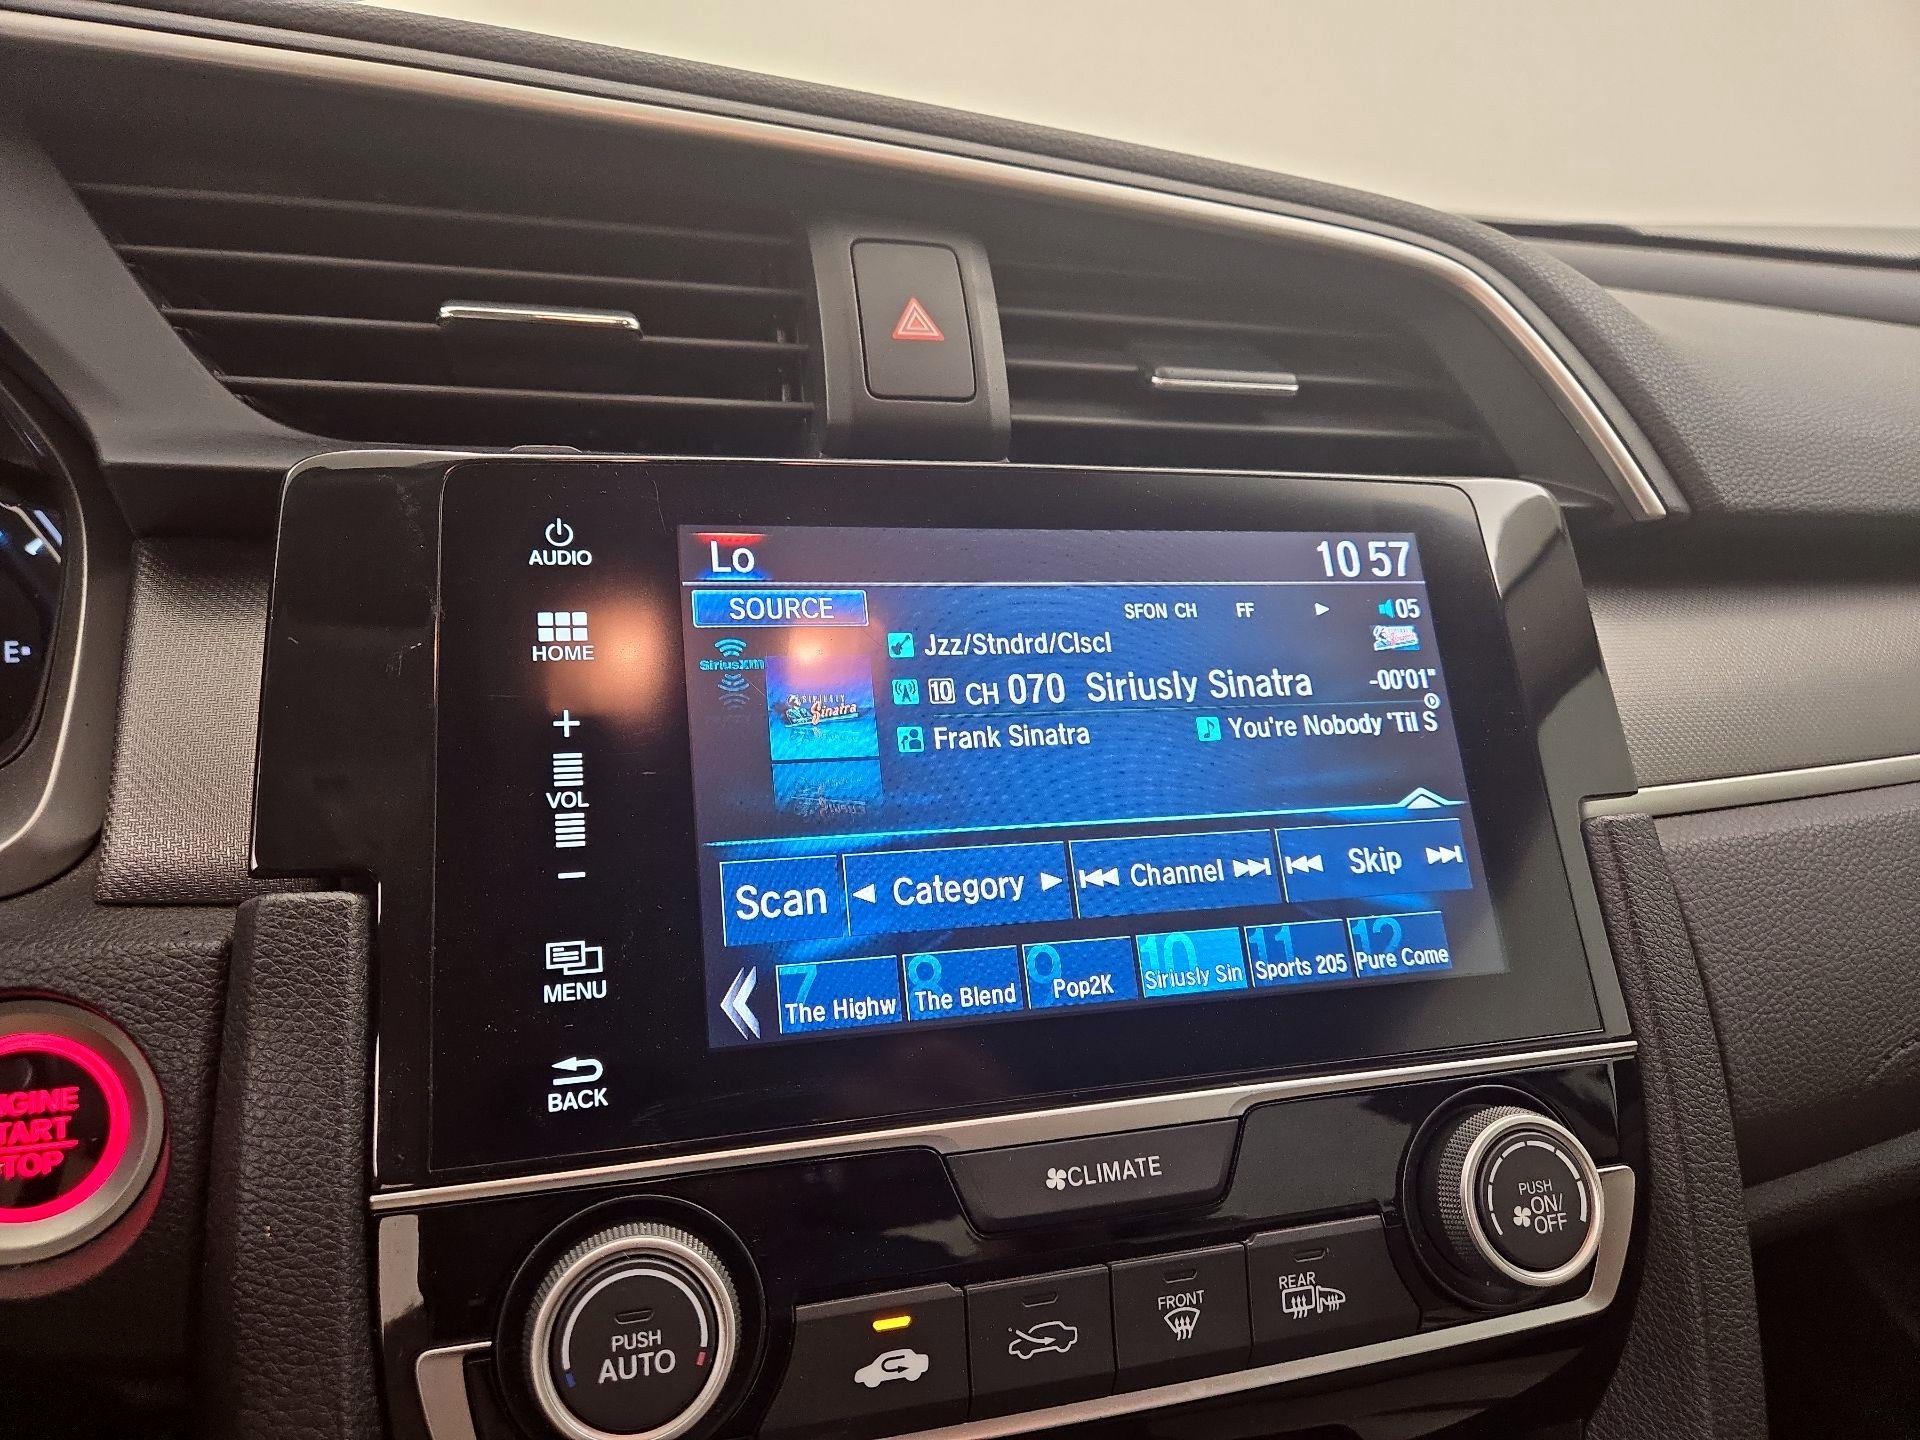 Lo
10 57
SOURCE
SFON CH
FF
05
SiriusXM
Jzz/Stndrd/Clscl
10 CH 070 Siriusly Sinatra
-00'01"
Frank Sinatra
You're Nobody 'Til S
SIRIUSLY
Sinatra
Scan
Category
Channel
Skip
7
The Highw
8
The Blend
9
Pop2K
10
Siriusly Sin
11
Sports 205
12
Pure Come
AUDIO
HOME
+
VOL
−
MENU
BACK
E
CLIMATE
PUSH
AUTO
FRONT
REAR
PUSH
ON/
OFF